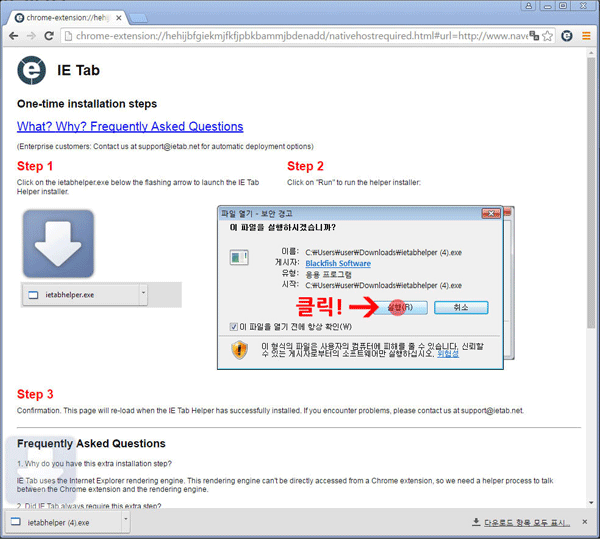 chrome-extension://hehi
chrome-extension://hehijbfgiekmjfkfjpbkbammjbdenadd/nativehostrequired.html#url=http://www.nave
IE Tab
One-time installation steps
What? Why? Frequently Asked Questions
(Enterprise customers: Contact us at support@ietab.net for automatic deployment options)
Step 1
Click on the ietabhelper.exe below the flashing arrow to launch the IE Tab
Helper installer.
ietabhelper.exe
Step 2
Click on "Run" to run the helper installer:
파일 열기 - 보안 경고
이 파일을 실행하시겠습니까?
이름: C:₩Users₩user₩Downloads₩ietabhelper (4).exe
게시자: Blackfish Software
유형: 응용 프로그램
시작: C:₩Users₩user₩Downloads₩ietabhelper (4).exe
클릭!
실행(R)
취소
이 파일을 열기 전에 항상 확인(W)
이 형식의 파일은 사용자의 컴퓨터에 피해를 줄 수 있습니다. 신뢰할
수 있는 게시자로부터의 소프트웨어만 실행하십시오. 위험성
Step 3
Confirmation. This page will re-load when the IE Tab Helper has successfully installed. If you encounter problems, please contact us at support@ietab.net.
Frequently Asked Questions
1. Why do you have this extra installation step?
IE Tab uses the Internet Explorer rendering engine. This rendering engine can't be directly accessed from a Chrome extension, so we need a helper process to talk
between the Chrome extension and the rendering engine.
2. Did IE Tab always require this extra step?
ietabhelper (4).exe
다운로드 항목 모두 표시...